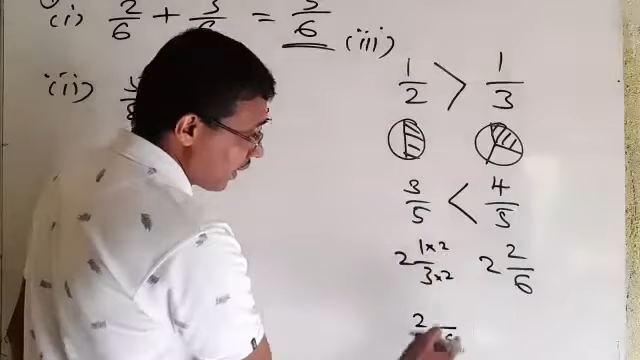 (i) 2/6 + 3/6 = 5/6
(ii)
(iii)
1/2 > 1/3
3/5 < 4/5
2 1×2/3×2 2 2/6
2